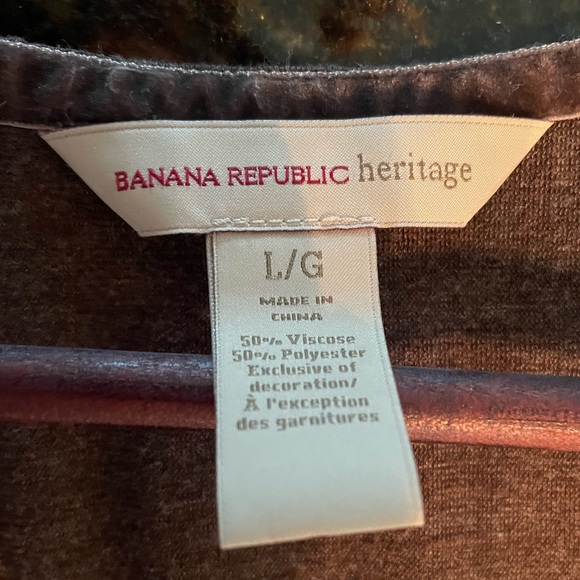 BANANA REPUBLIC heritage
L/G
MADE IN
CHINA
50% Viscose
50% Polyester
Exclusive of
decoration/
À l'exception
des garnitures